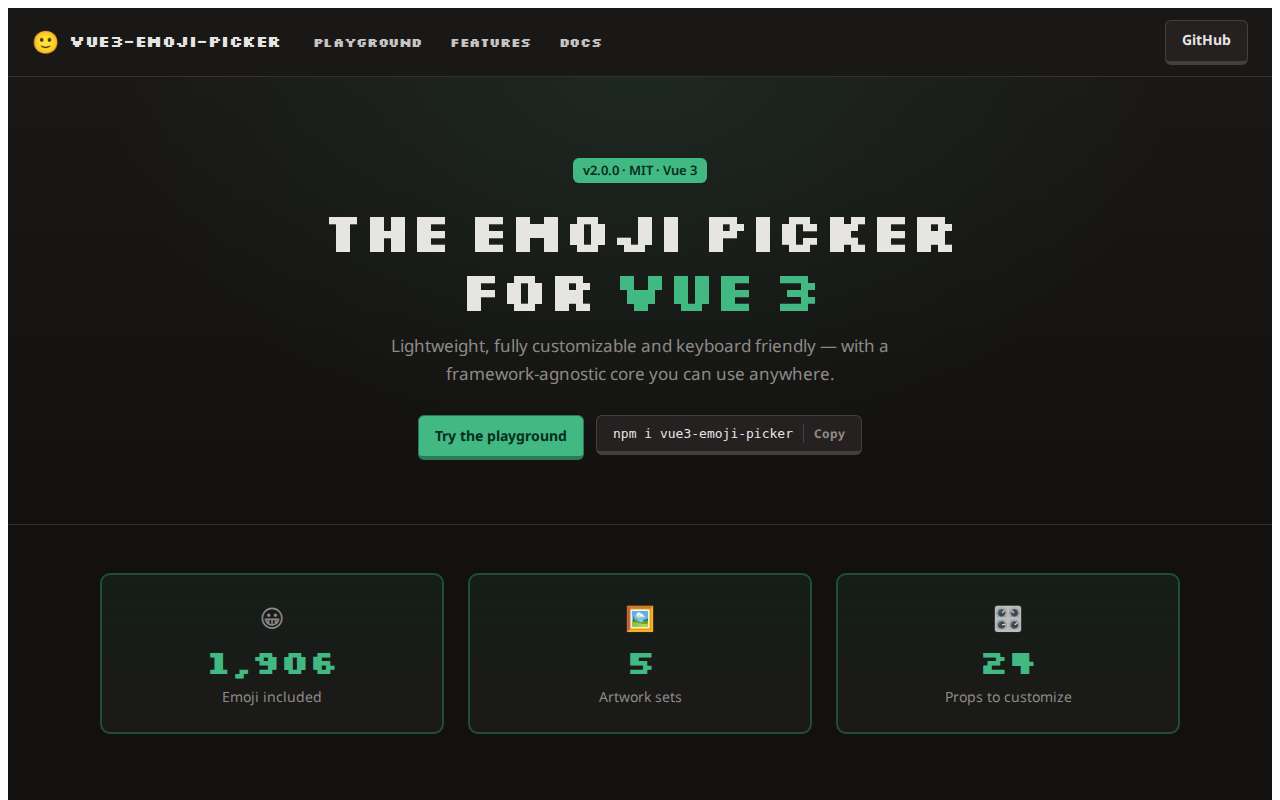 VUE3-EMOJI-PICKER
PLAYGROUND
FEATURES
DOCS
GitHub
v2.0.0 · MIT · Vue 3
THE EMOJI PICKER
FOR VUE 3
Lightweight, fully customizable and keyboard friendly — with a
framework-agnostic core you can use anywhere.
Try the playground
npm i vue3-emoji-picker
Copy
1,906
Emoji included
5
Artwork sets
24
Props to customize